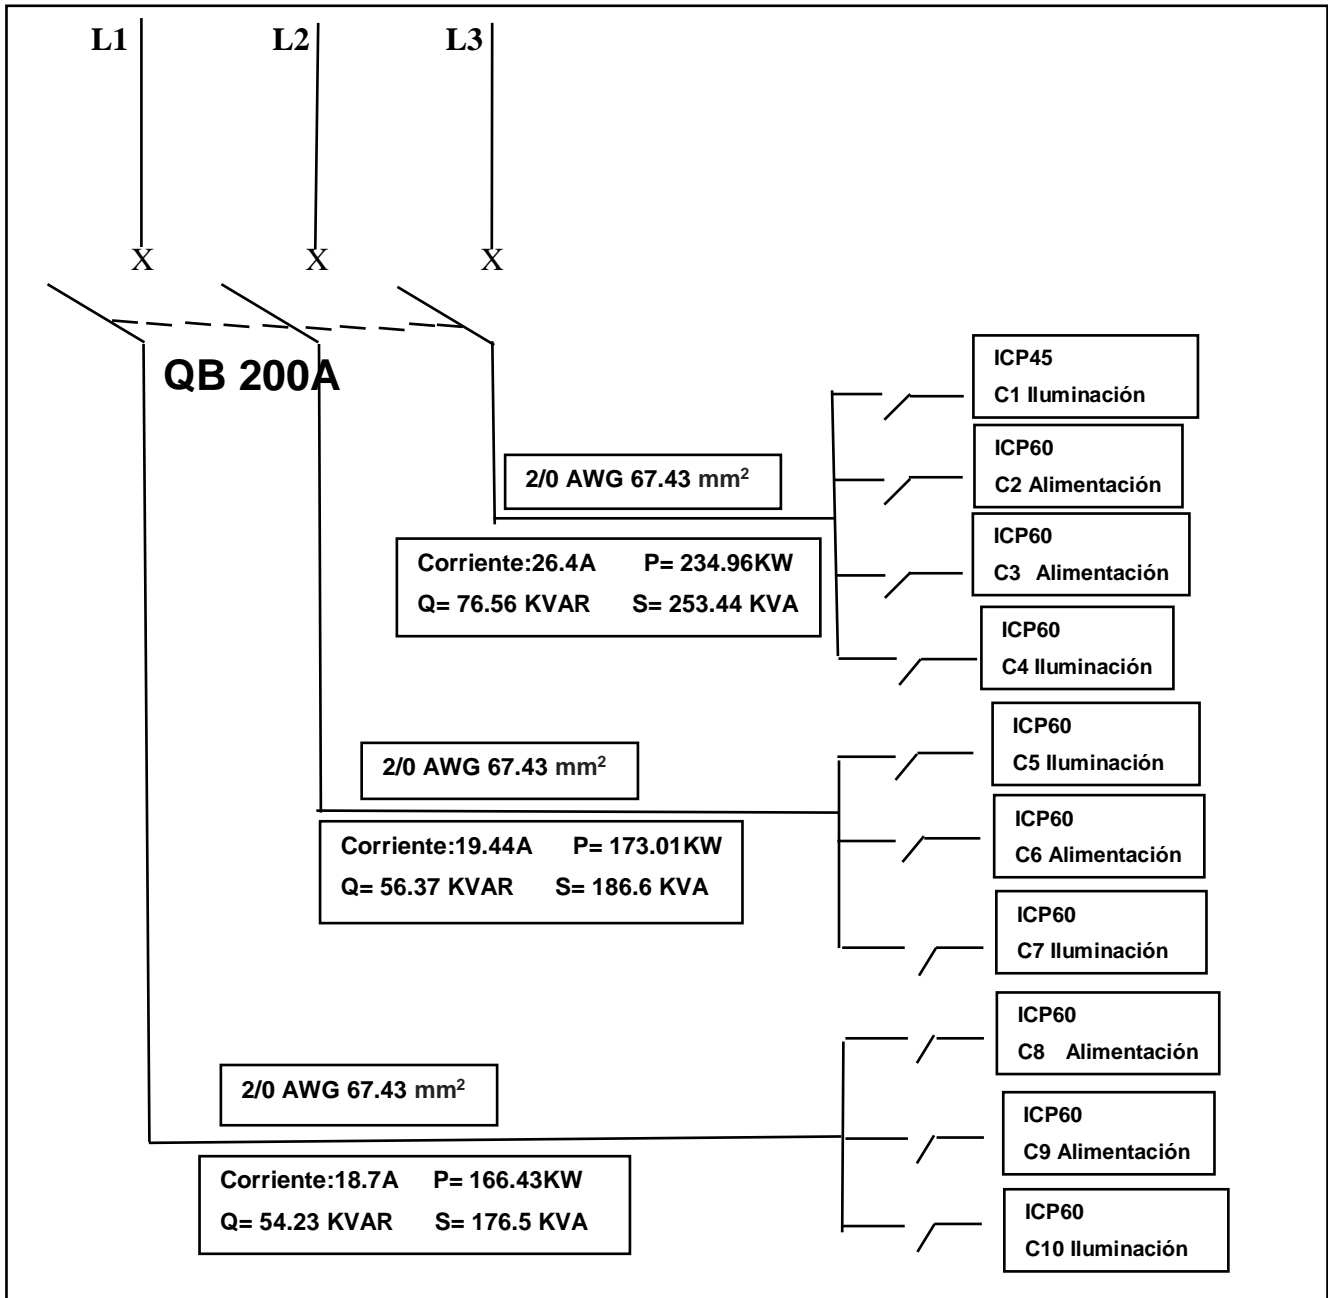 L1 L2 L3
X X X
QB 200A
ICP45
C1 Iluminación
ICP60
C2 Alimentación
2/0 AWG 67.43 mm²
ICP60
C3 Alimentación
Corriente:26.4A P= 234.96KW
Q= 76.56 KVAR S= 253.44 KVA
ICP60
C4 Iluminación
ICP60
C5 Iluminación
2/0 AWG 67.43 mm²
ICP60
C6 Alimentación
Corriente:19.44A P= 173.01KW
Q= 56.37 KVAR S= 186.6 KVA
ICP60
C7 Iluminación
ICP60
C8 Alimentación
2/0 AWG 67.43 mm²
ICP60
C9 Alimentación
Corriente:18.7A P= 166.43KW
Q= 54.23 KVAR S= 176.5 KVA
ICP60
C10 Iluminación